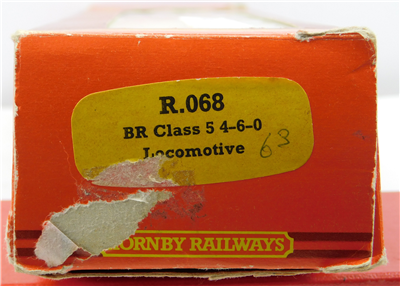 R.068
BR Class 5 4-6-0
Locomotive 63
ORNBY RAILWAYS